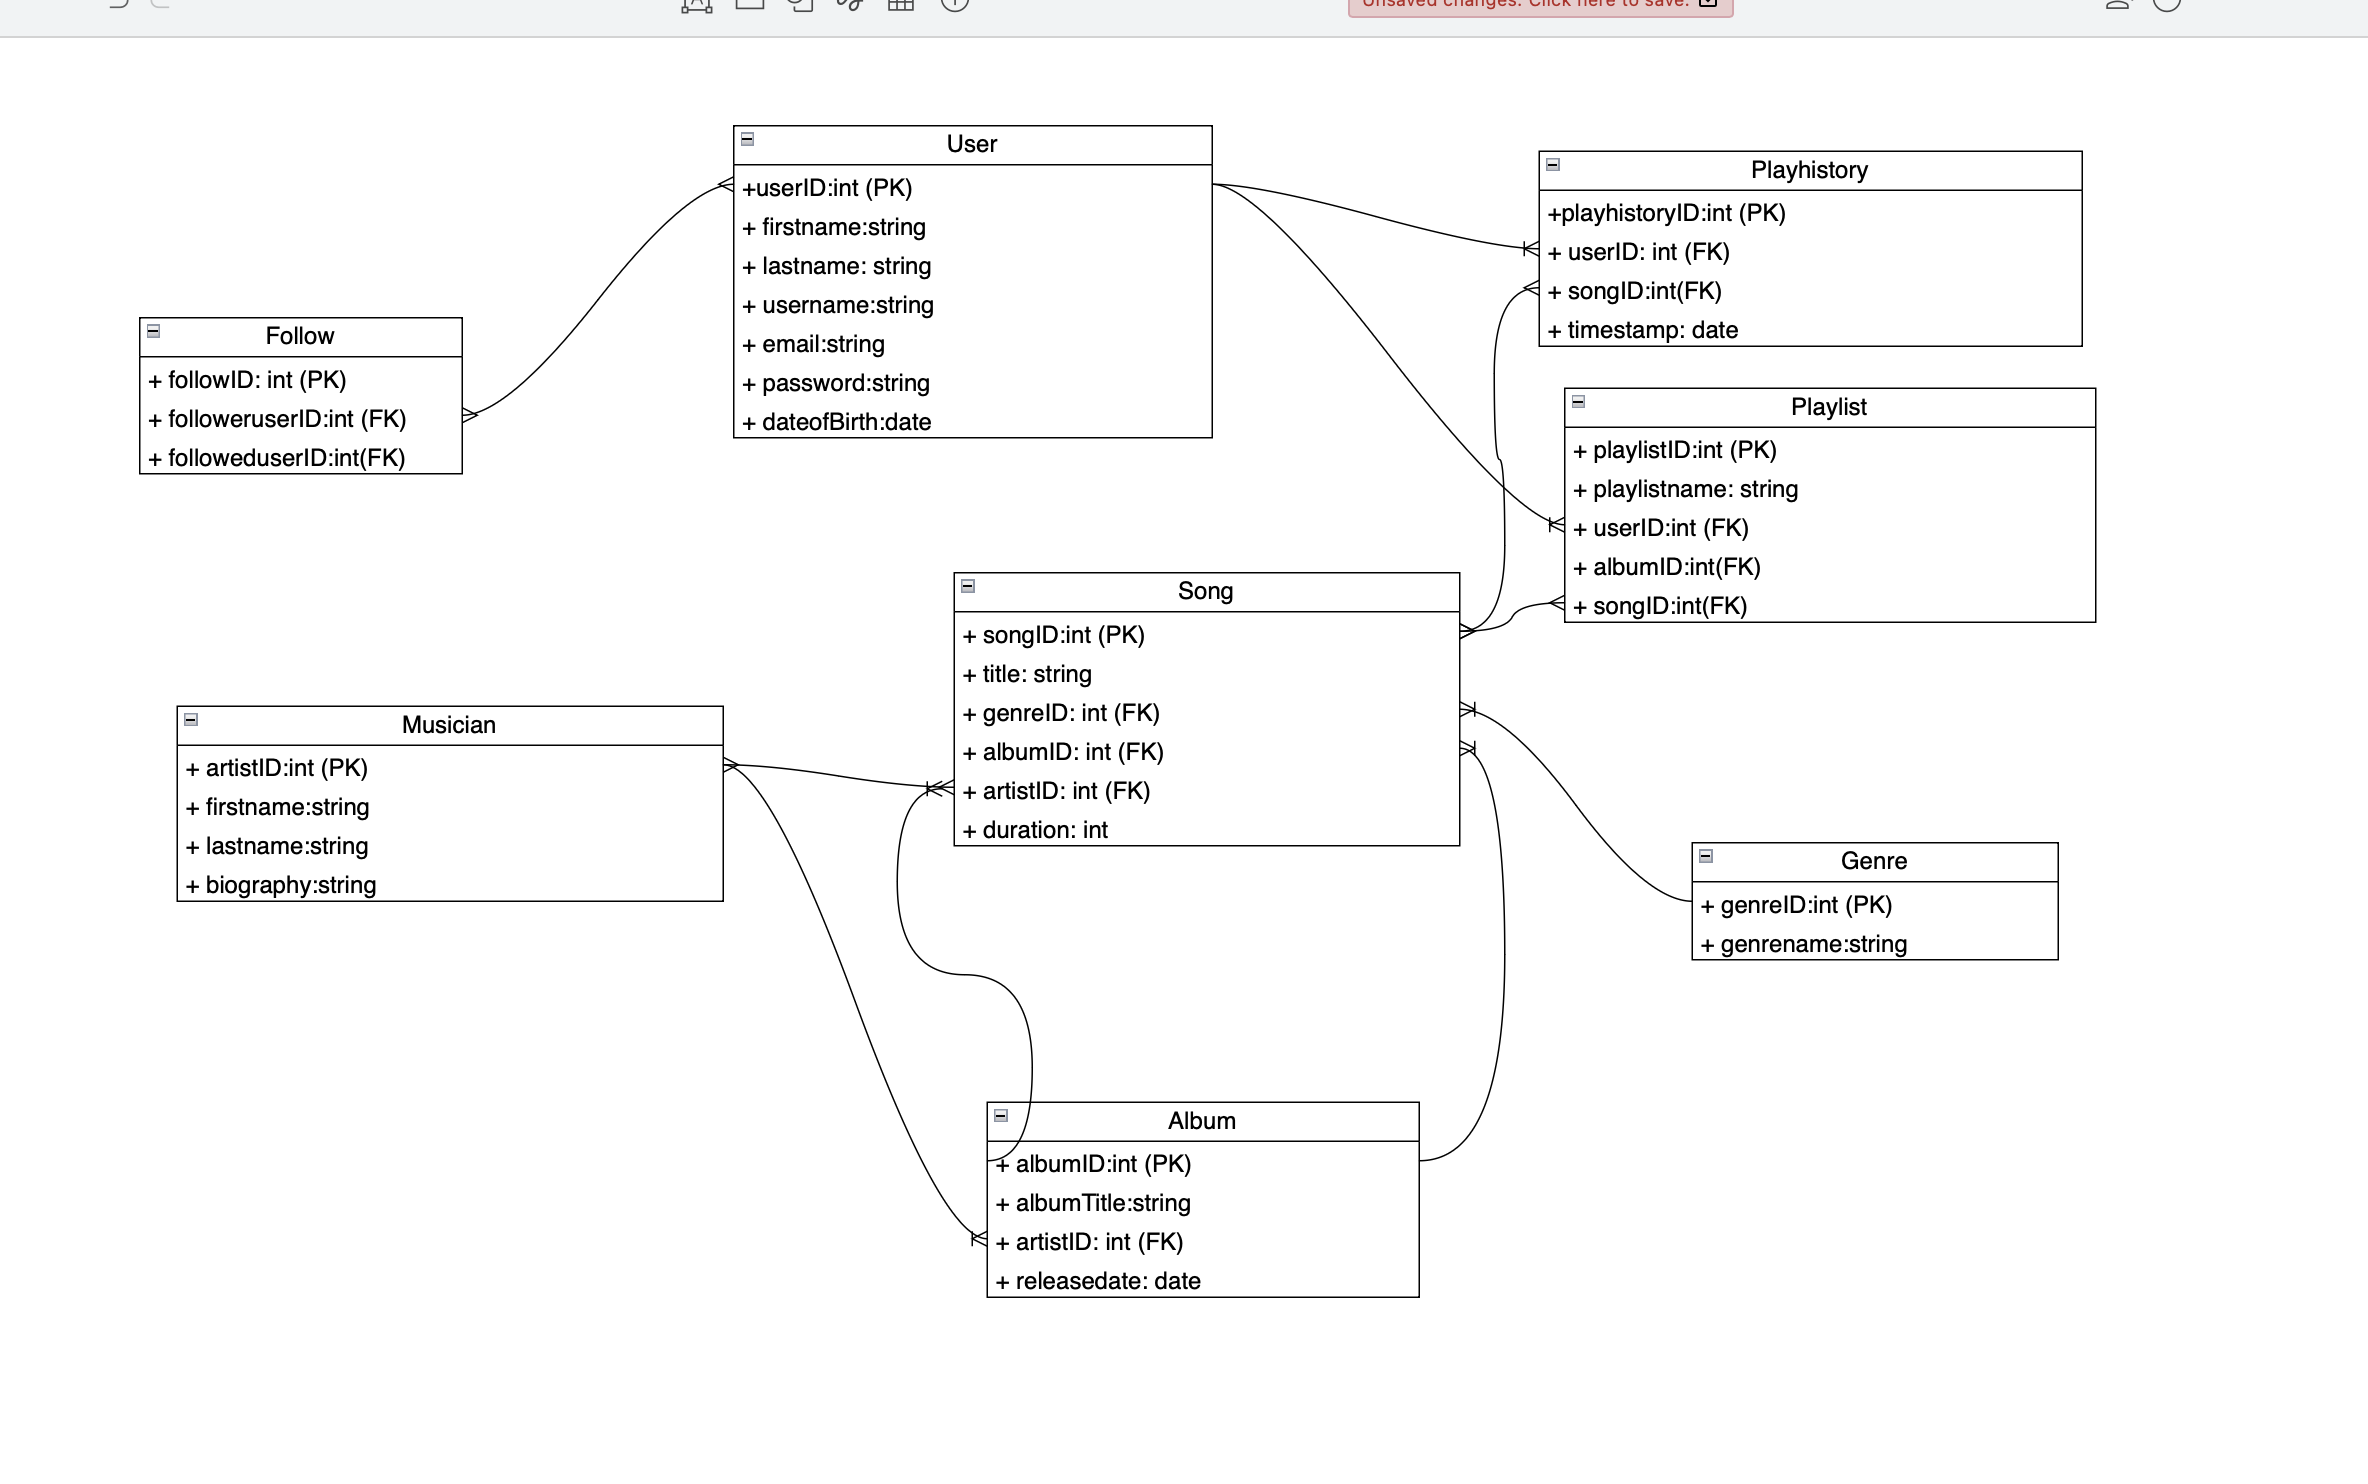 Unsaved changes. Click here to save.
User
+userID:int (PK)
+ firstname:string
+ lastname: string
+ username:string
+ email:string
+ password:string
+ dateofBirth:date
Playhistory
+playhistoryID:int (PK)
+ userID: int (FK)
+ songID:int(FK)
+ timestamp: date
Follow
+ followID: int (PK)
+ followeruserID:int (FK)
+ followeduserID:int(FK)
Playlist
+ playlistID:int (PK)
+ playlistname: string
+ userID:int (FK)
+ albumID:int(FK)
+ songID:int(FK)
Song
+ songID:int (PK)
+ title: string
+ genreID: int (FK)
+ albumID: int (FK)
+ artistID: int (FK)
+ duration: int
Musician
+ artistID:int (PK)
+ firstname:string
+ lastname:string
+ biography:string
Genre
+ genreID:int (PK)
+ genrename:string
Album
+ albumID:int (PK)
+ albumTitle:string
+ artistID: int (FK)
+ releasedate: date